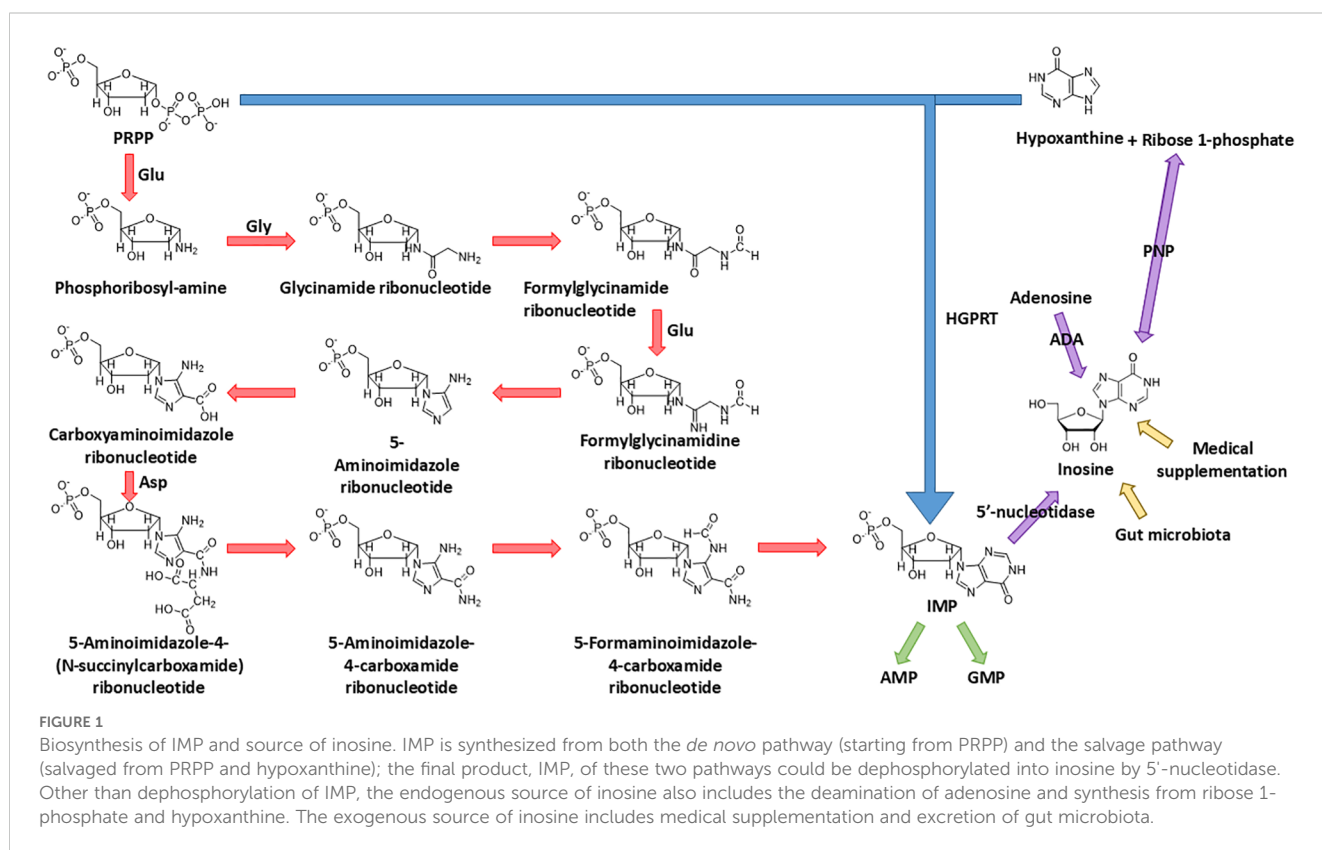 PRPP
Glu
Hypoxanthine + Ribose 1-phosphate
Gly
Phosphoribosyl-amine
Glycinamide ribonucleotide
Formylglycinamide
ribonucleotide
Glu
HGPRT
PNP
Adenosine
ADA
Carboxyaminoimidazole
ribonucleotide
5-
Aminoimidazole
ribonucleotide
Formylglycinamidine
ribonucleotide
Asp
Inosine
Medical
supplementation
5'-nucleotidase
Gut microbiota
5-Aminoimidazole-4-
(N-succinylcarboxamide)
ribonucleotide
5-Aminoimidazole-
4-carboxamide
ribonucleotide
5-Formaminoimidazole-
4-carboxamide
ribonucleotide
IMP
AMP
GMP
FIGURE 1
Biosynthesis of IMP and source of inosine. IMP is synthesized from both the de novo pathway (starting from PRPP) and the salvage pathway
(salvaged from PRPP and hypoxanthine); the final product, IMP, of these two pathways could be dephosphorylated into inosine by 5'-nucleotidase.
Other than dephosphorylation of IMP, the endogenous source of inosine also includes the deamination of adenosine and synthesis from ribose 1-
phosphate and hypoxanthine. The exogenous source of inosine includes medical supplementation and excretion of gut microbiota.